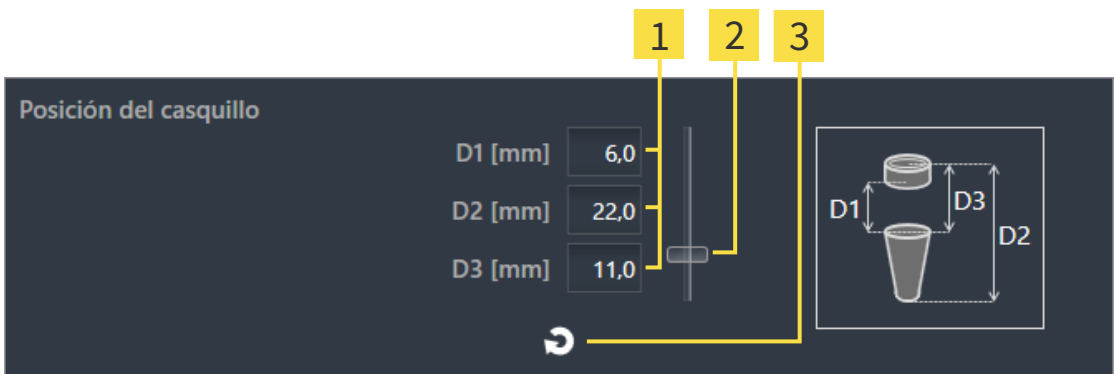 1 2 3
Posición del casquillo
D1 [mm] 6,0
D2 [mm] 22,0
D3 [mm] 11,0
D1 D3
D2